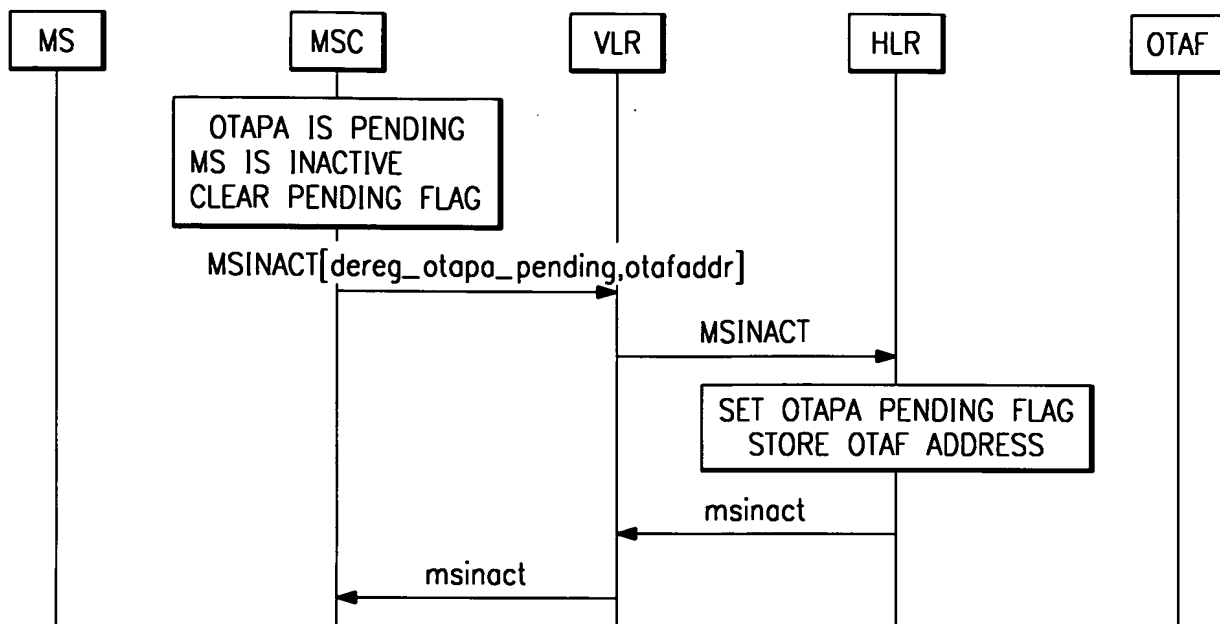 MS
MSC
VLR
HLR
OTAF
OTAPA IS PENDING
MS IS INACTIVE
CLEAR PENDING FLAG
MSINACT[dereg_otapa_pending,otafaddr]
MSINACT
SET OTAPA PENDING FLAG
STORE OTAF ADDRESS
msinact
msinact